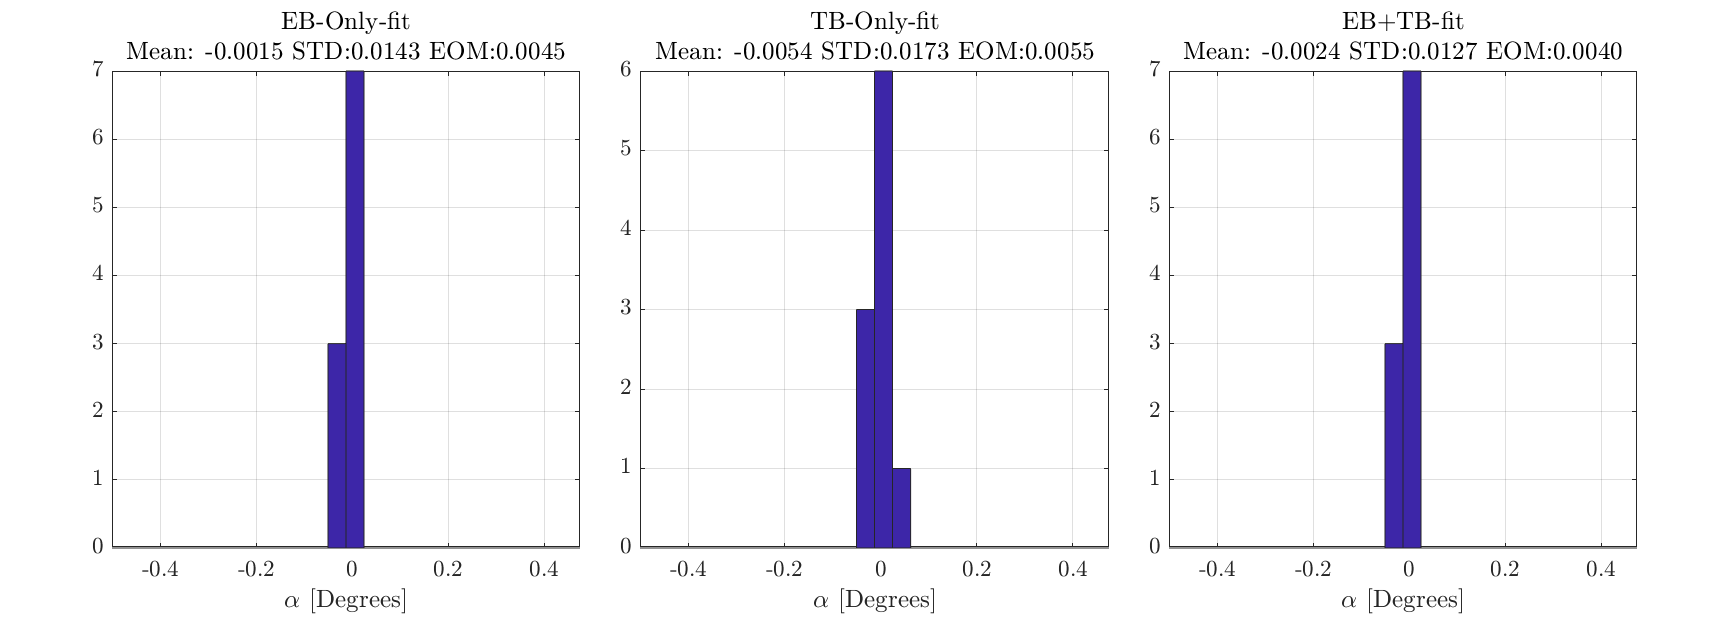 EB-Only-fit
Mean: -0.0015 STD:0.0143 EOM:0.0045
7
6
5
4
3
2
1
0
-0.4 -0.2 0 0.2 0.4
α [Degrees]
TB-Only-fit
Mean: -0.0054 STD:0.0173 EOM:0.0055
6
5
4
3
2
1
0
-0.4 -0.2 0 0.2 0.4
α [Degrees]
EB+TB-fit
Mean: -0.0024 STD:0.0127 EOM:0.0040
7
6
5
4
3
2
1
0
-0.4 -0.2 0 0.2 0.4
α [Degrees]